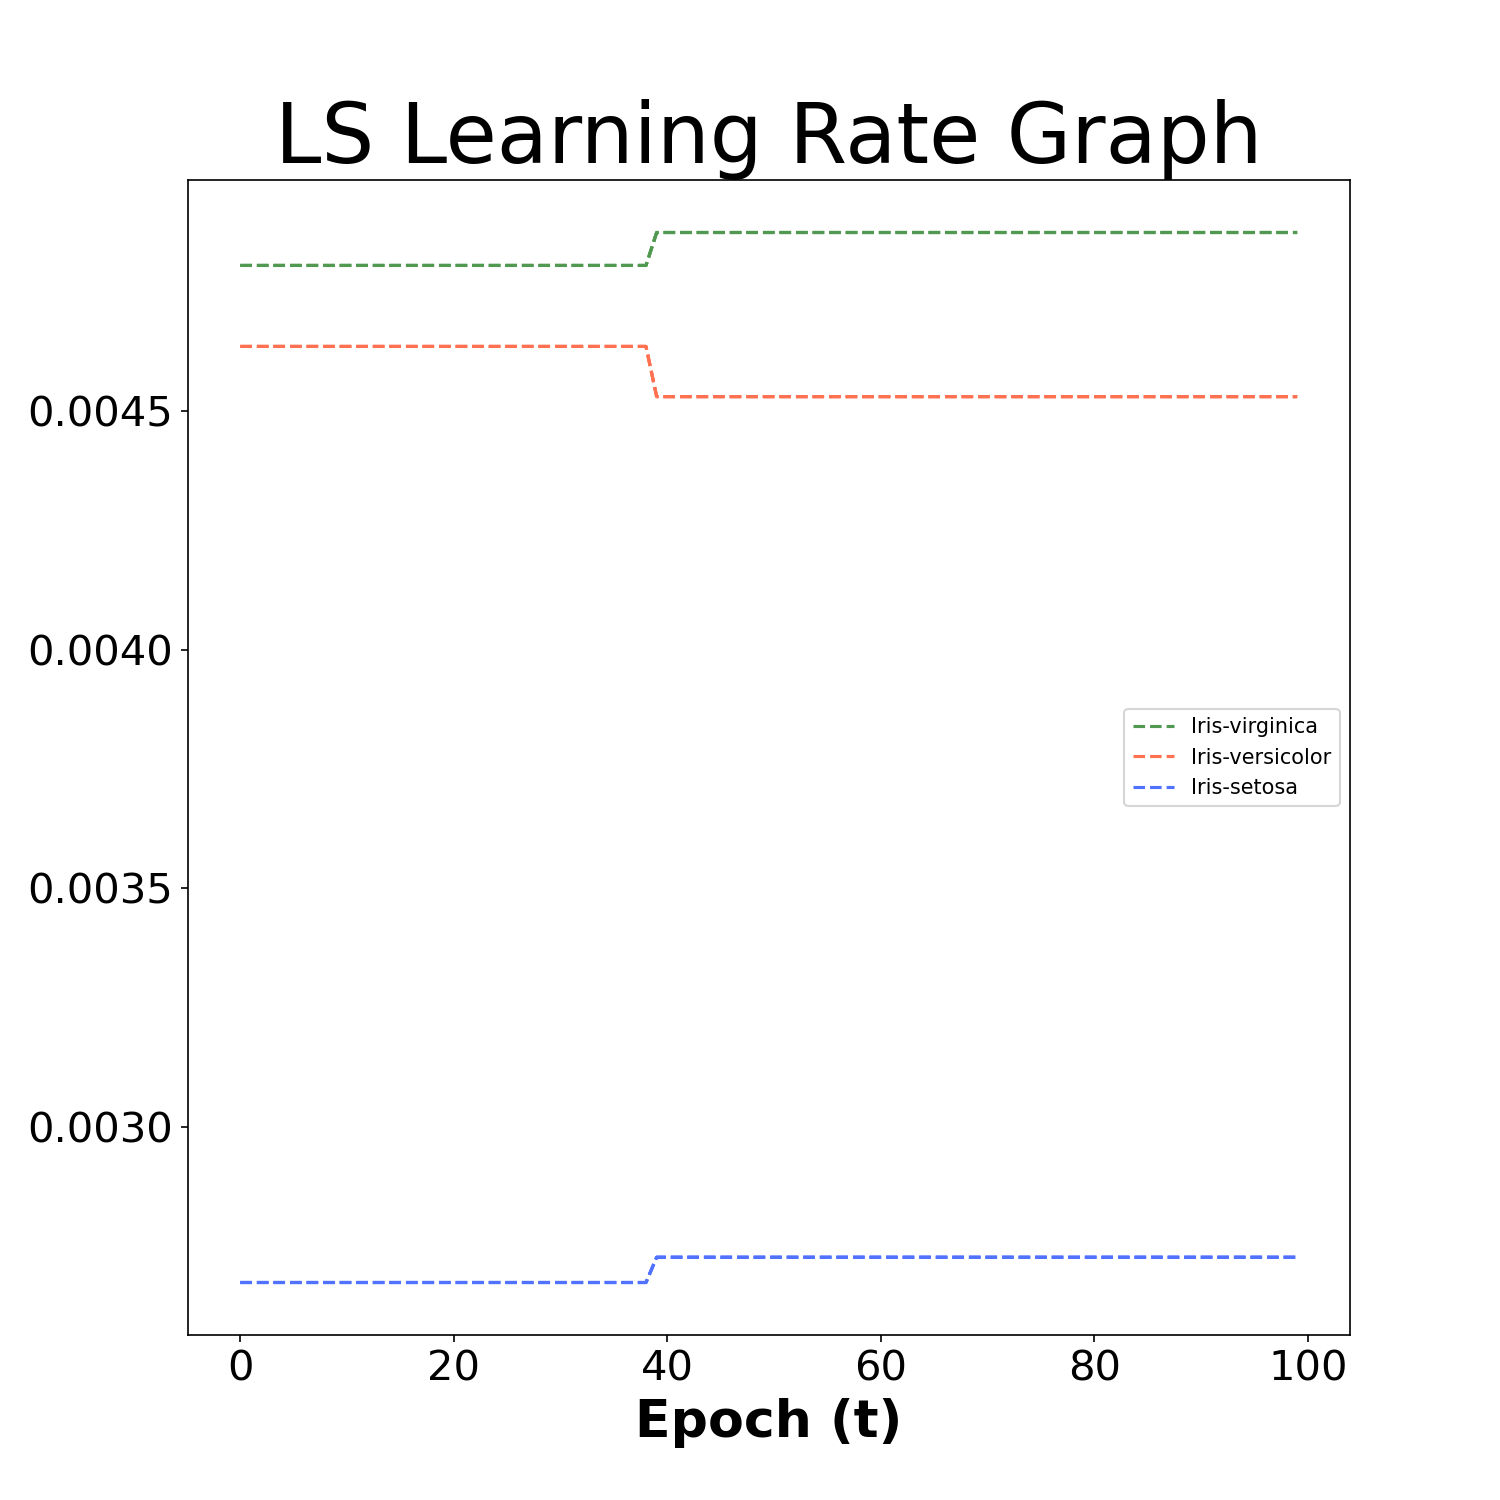 LS Learning Rate Graph
0.0045
0.0040
0.0035
0.0030
Iris-virginica
Iris-versicolor
Iris-setosa
0 20 40 60 80 100
Epoch (t)